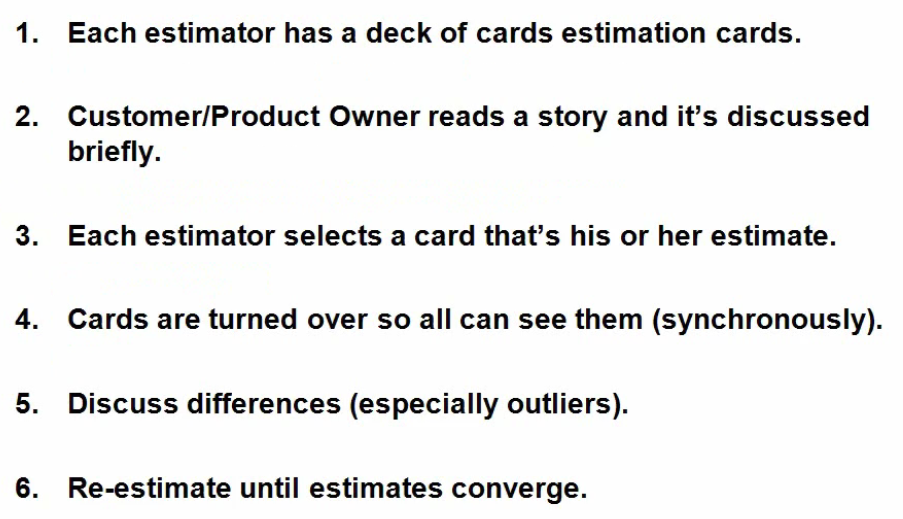 1. Each estimator has a deck of cards estimation cards.
2. Customer/Product Owner reads a story and it's discussed
briefly.
3. Each estimator selects a card that's his or her estimate.
4. Cards are turned over so all can see them (synchronously).
5. Discuss differences (especially outliers).
6. Re-estimate until estimates converge.